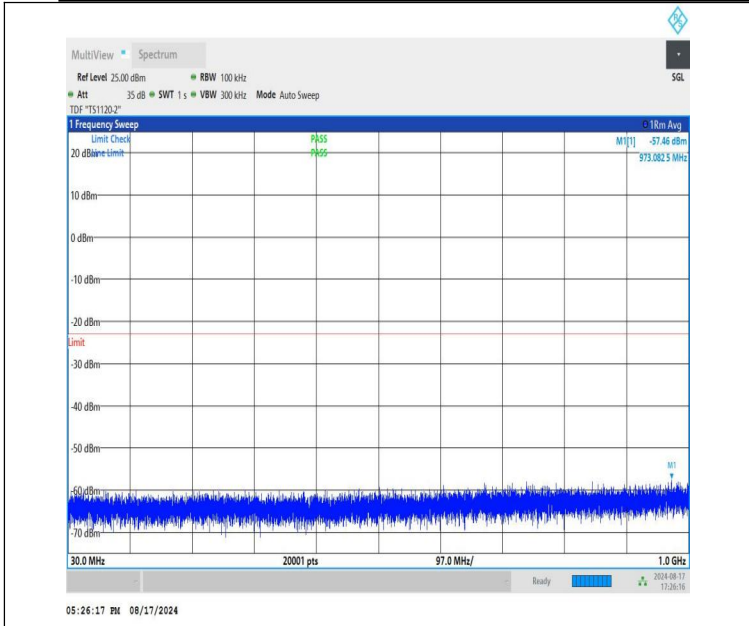 MultiView Spectrum
Ref Level 25.00 dBm RBW 100 kHz SGL
Att 35 dB SWT 1 s VBW 300 kHz Mode Auto Sweep
TDF "TS1120-2"
1 Frequency Sweep 1Rm Avg
Limit Check PASS M1[1] -57.46 dBm
20 dBm Line Limit PASS 973.082 5 MHz
10 dBm
0 dBm
-10 dBm
-20 dBm
Limit
-30 dBm
-40 dBm
-50 dBm
M1
-60 dBm
-70 dBm
30.0 MHz 20001 pts 97.0 MHz/ 1.0 GHz
Ready 2024-08-17
17:26:16
05:26:17 PM 08/17/2024